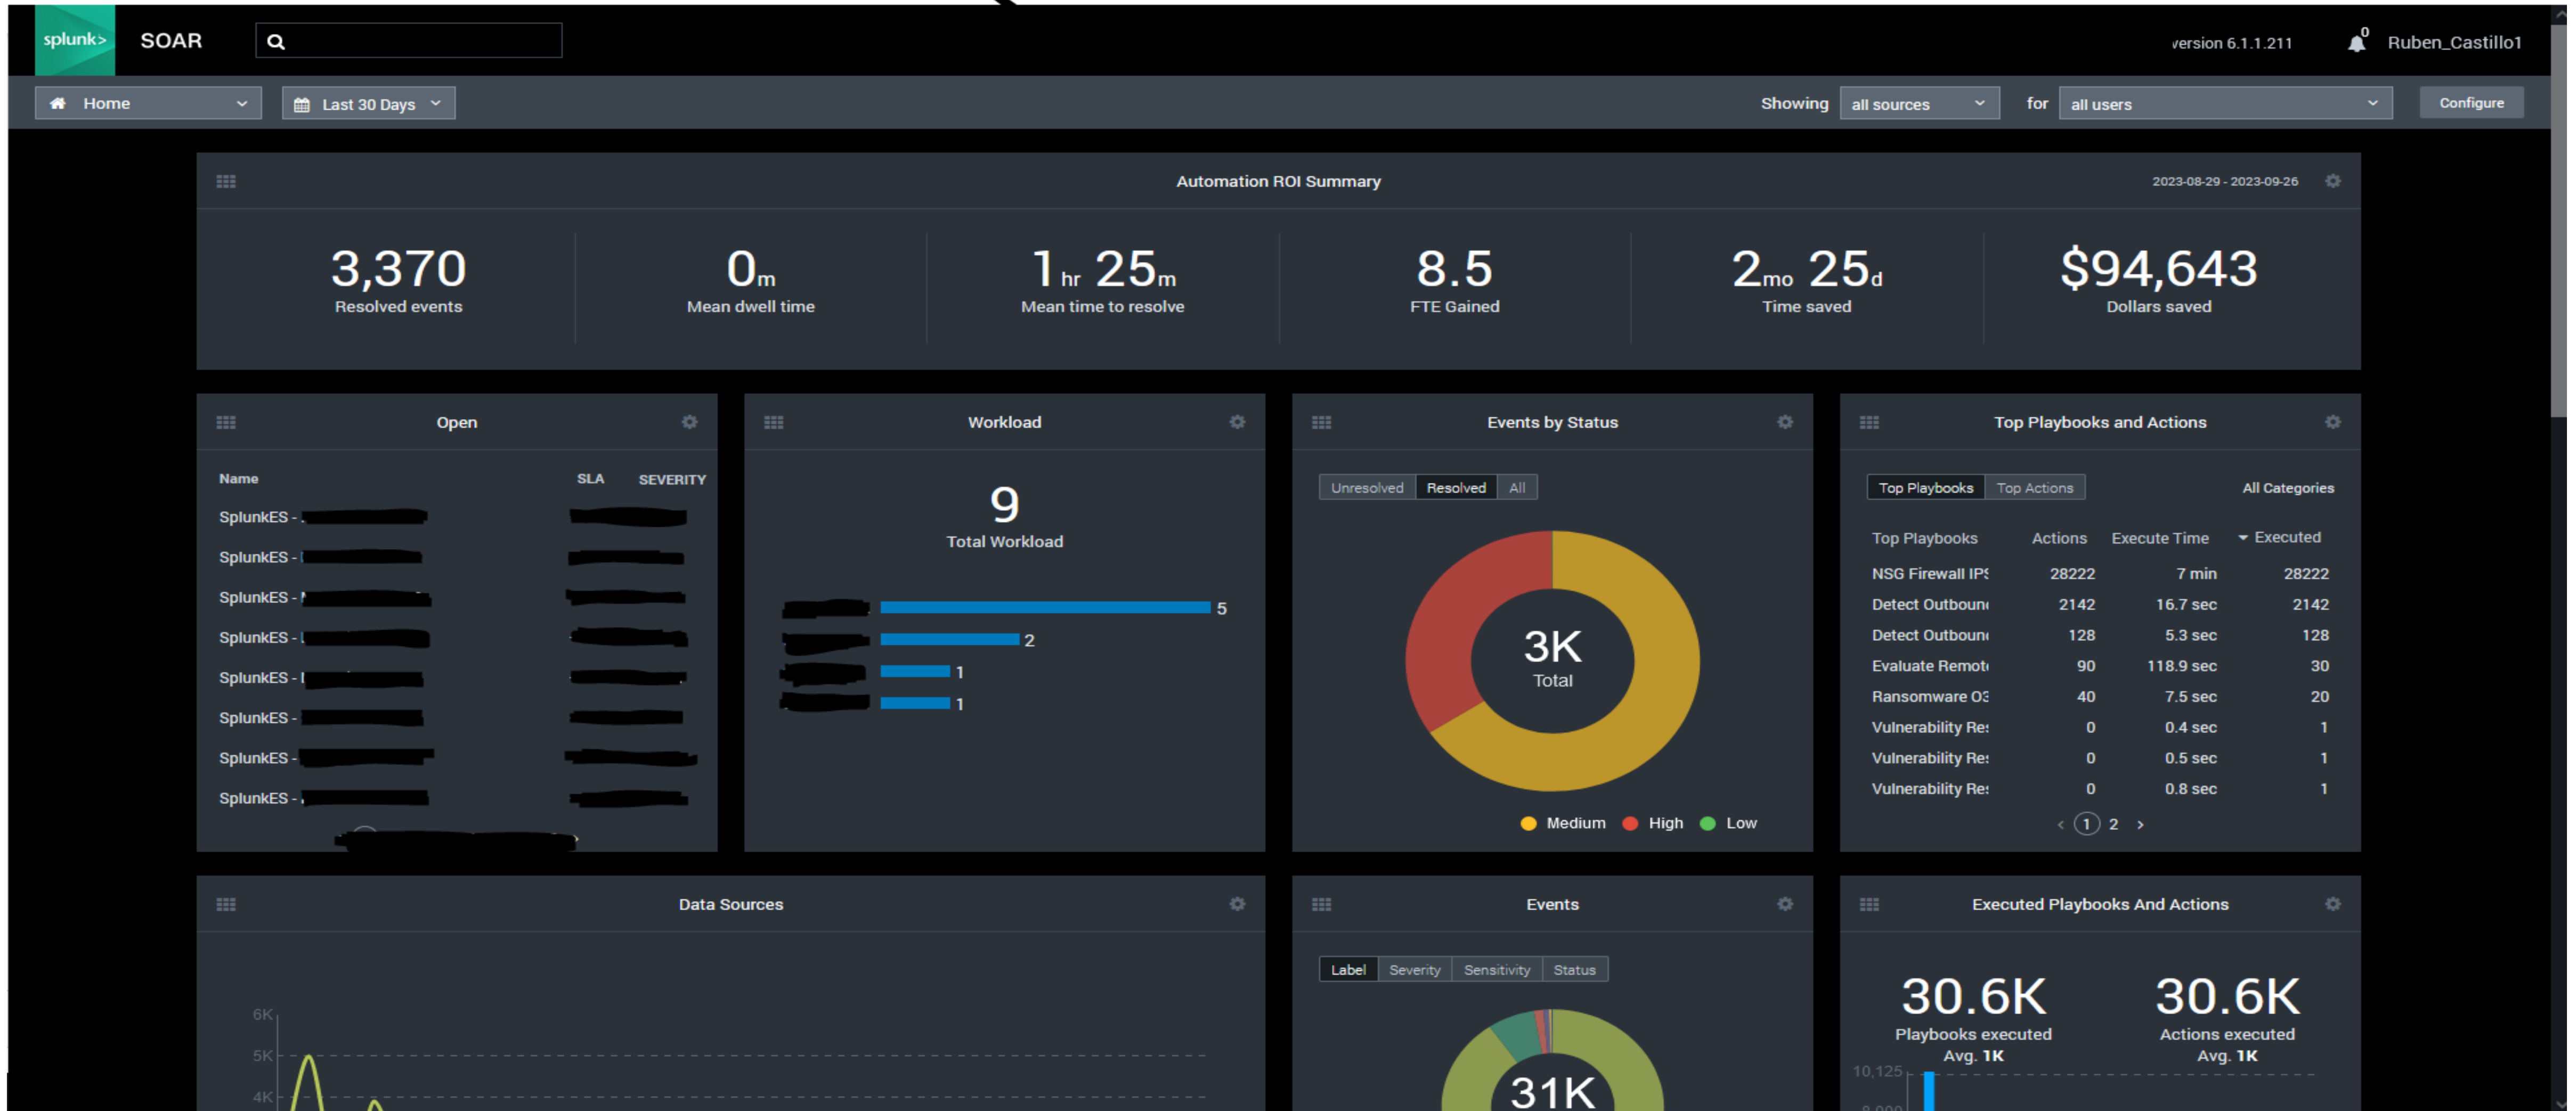 splunk> SOAR version 6.1.1.211 0 Ruben_Castillo1
Home Last 30 Days Showing all sources for all users Configure
Automation ROI Summary 2023-08-29 - 2023-09-26
3,370 0m 1 hr 25m 8.5 2mo 25d $94,643
Resolved events Mean dwell time Mean time to resolve FTE Gained Time saved Dollars saved
Open
Name SLA SEVERITY
SplunkES -
SplunkES -
SplunkES -
SplunkES -
SplunkES -
SplunkES -
SplunkES -
SplunkES -
Workload
9
Total Workload
5
2
1
1
Events by Status
Unresolved Resolved All
3K
Total
Medium High Low
Top Playbooks and Actions
Top Playbooks Top Actions All Categories
Top Playbooks Actions Execute Time Executed
NSG Firewall IPS 28222 7 min 28222
Detect Outboun 2142 16.7 sec 2142
Detect Outboun 128 5.3 sec 128
Evaluate Remot 90 118.9 sec 30
Ransomware 03 40 7.5 sec 20
Vulnerability Re 0 0.4 sec 1
Vulnerability Re 0 0.5 sec 1
Vulnerability Re 0 0.8 sec 1
< 1 2 >
Data Sources
6K
5K
4K
Events
Label Severity Sensitivity Status
31K
Executed Playbooks And Actions
30.6K 30.6K
Playbooks executed Actions executed
Avg. 1K Avg. 1K
10,125